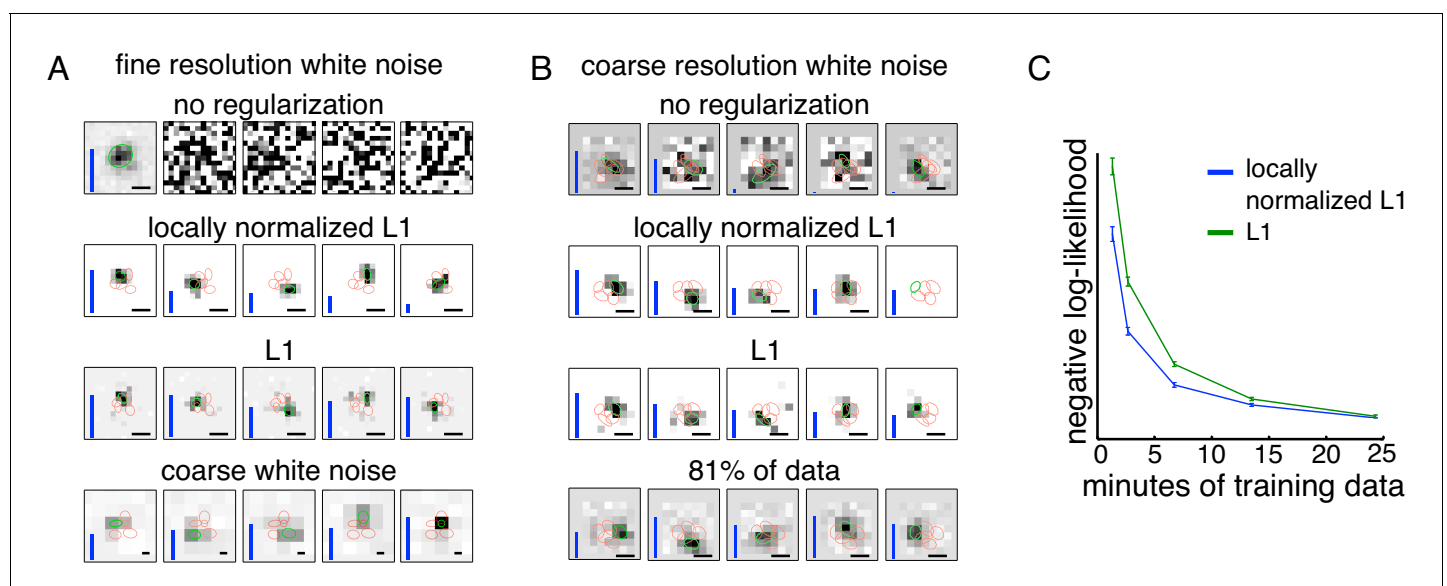 A
fine resolution white noise
no regularization
locally normalized L1
L1
coarse white noise
B
coarse resolution white noise
no regularization
locally normalized L1
L1
81% of data
C
negative log-likelihood
locally
normalized L1
L1
0 5 10 15 20 25
minutes of training data